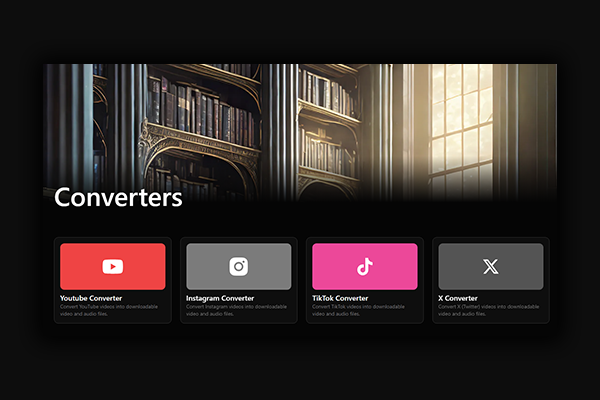 Converters
Youtube Converter
Convert YouTube videos into downloadable
video and audio files.
Instagram Converter
Convert Instagram videos into downloadable
video and audio files.
TikTok Converter
Convert TikTok videos into downloadable
video and audio files.
X Converter
Convert X (Twitter) videos into downloadable
video and audio files.